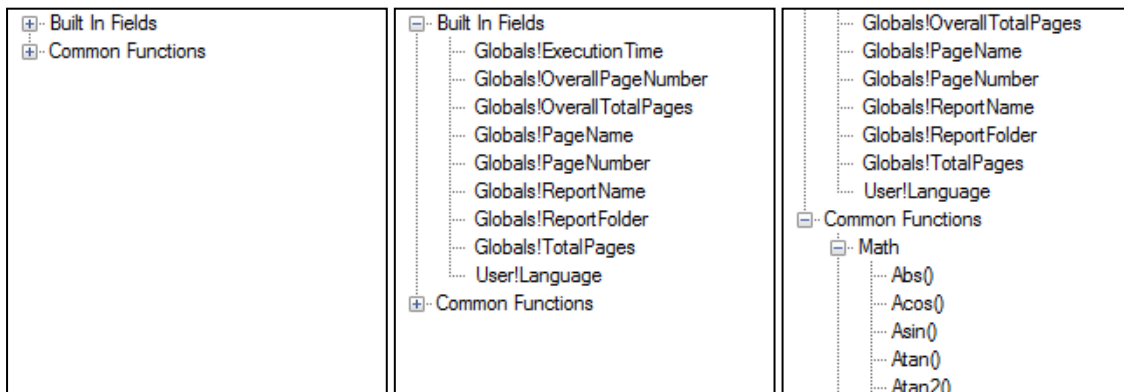 Built In Fields
Common Functions
Built In Fields
Globals!ExecutionTime
Globals!OverallPageNumber
Globals!OverallTotalPages
Globals!PageName
Globals!PageNumber
Globals!ReportName
Globals!ReportFolder
Globals!TotalPages
User!Language
Common Functions
Globals!OverallTotalPages
Globals!PageName
Globals!PageNumber
Globals!ReportName
Globals!ReportFolder
Globals!TotalPages
User!Language
Common Functions
Math
Abs()
Acos()
Asin()
Atan()
Atan2()